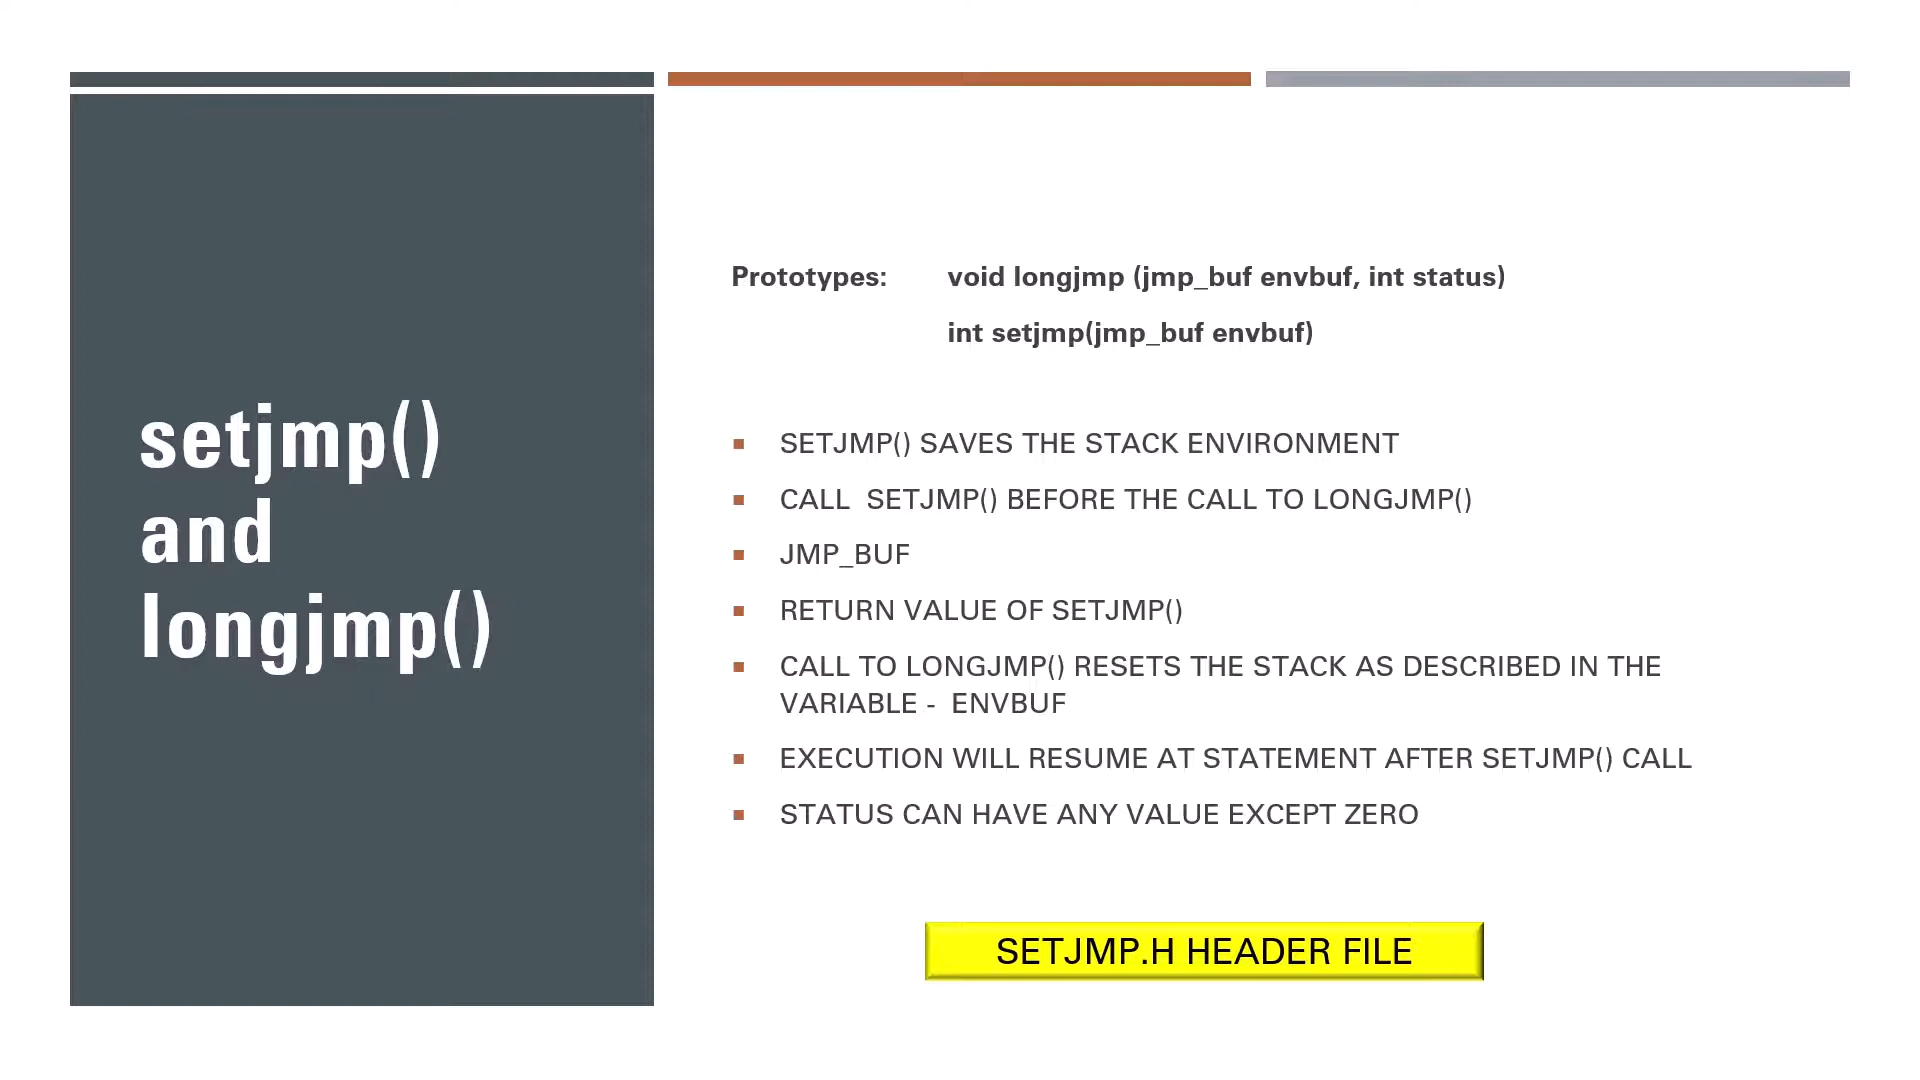 setjmp()
and
longjmp()
Prototypes: void longjmp (jmp_buf envbuf, int status)
int setjmp(jmp_buf envbuf)
SETJMP() SAVES THE STACK ENVIRONMENT
CALL SETJMP() BEFORE THE CALL TO LONGJMP()
JMP_BUF
RETURN VALUE OF SETJMP()
CALL TO LONGJMP() RESETS THE STACK AS DESCRIBED IN THE
VARIABLE - ENVBUF
EXECUTION WILL RESUME AT STATEMENT AFTER SETJMP() CALL
STATUS CAN HAVE ANY VALUE EXCEPT ZERO
SETJMP.H HEADER FILE